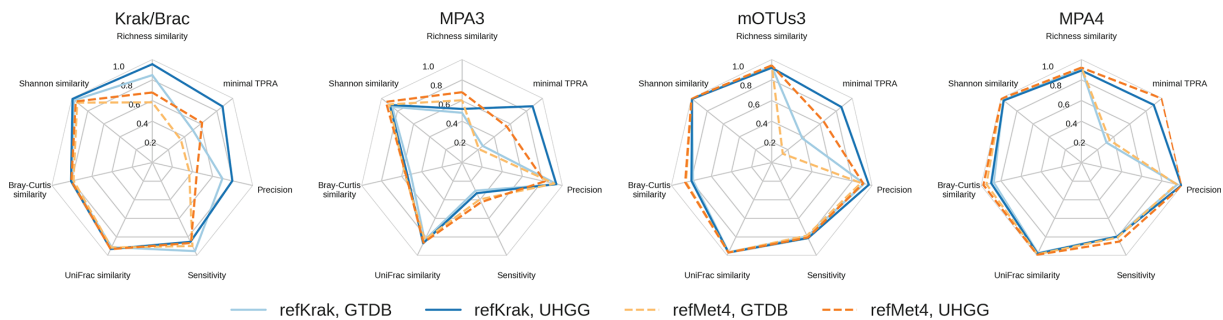 Krak/Brac
Richness similarity
1.0
Shannon similarity
0.8
minimal TPRA
0.6
0.4
0.2
Bray-Curtis
similarity
Precision
UniFrac similarity
Sensitivity
MPA3
Richness similarity
1.0
Shannon similarity
0.8
minimal TPRA
0.6
0.4
0.2
Bray-Curtis
similarity
Precision
UniFrac similarity
Sensitivity
mOTUs3
Richness similarity
1.0
Shannon similarity
0.8
minimal TPRA
0.6
0.4
0.2
Bray-Curtis
similarity
Precision
UniFrac similarity
Sensitivity
MPA4
Richness similarity
1.0
Shannon similarity
0.8
minimal TPRA
0.6
0.4
0.2
Bray-Curtis
similarity
Precision
UniFrac similarity
Sensitivity
refKrak, GTDB
refKrak, UHGG
refMet4, GTDB
refMet4, UHGG